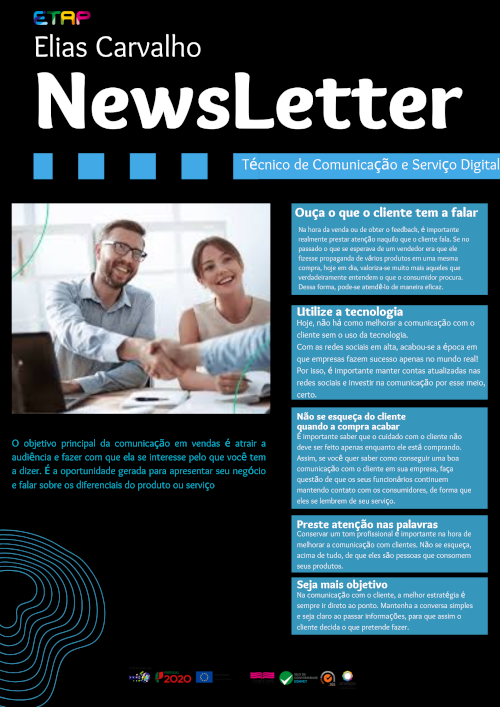 ETAP
Elias Carvalho
NewsLetter
Técnico de Comunicação e Serviço Digital
Ouça o que o cliente tem a falar
Na hora da venda ou de obter o feedback, é importante
realmente prestar atenção naquilo que o cliente fala. Se no
passado o que se esperava de um vendedor era que ele
fizesse propaganda de vários produtos em uma mesma
compra, hoje em dia, valoriza-se muito mais aqueles que
verdadeiramente entendem o que o consumidor procura.
Dessa forma, pode-se atendê-lo de maneira eficaz.
Utilize a tecnologia
Hoje, não há como melhorar a comunicação com o
cliente sem o uso da tecnologia.
Com as redes sociais em alta, acabou-se a época em
que empresas fazem sucesso apenas no mundo real!
Por isso, é importante manter contas atualizadas nas
redes sociais e investir na comunicação por esse meio,
certo.
Não se esqueça do cliente
quando a compra acabar
É importante saber que o cuidado com o cliente não
deve ser feito apenas enquanto ele está comprando.
Assim, se você quer saber como conseguir uma boa
comunicação com o cliente em sua empresa, faça
questão de que os seus funcionários continuem
mantendo contato com os consumidores, de forma que
eles se lembrem de seu serviço.
O objetivo principal da comunicação em vendas é atrair a
audiência e fazer com que ela se interesse pelo que você tem
a dizer. É a oportunidade gerada para apresentar seu negócio
e falar sobre os diferenciais do produto ou serviço
Preste atenção nas palavras
Conservar um tom profissional é importante na hora de
melhorar a comunicação com clientes. Não se esqueça,
acima de tudo, de que eles são pessoas que consomem
seus produtos.
Seja mais objetivo
Na comunicação com o cliente, a melhor estratégia é
sempre ir direto ao ponto. Mantenha a conversa simples
e seja claro ao passar informações, para que assim o
cliente decida o que pretende fazer.
2020